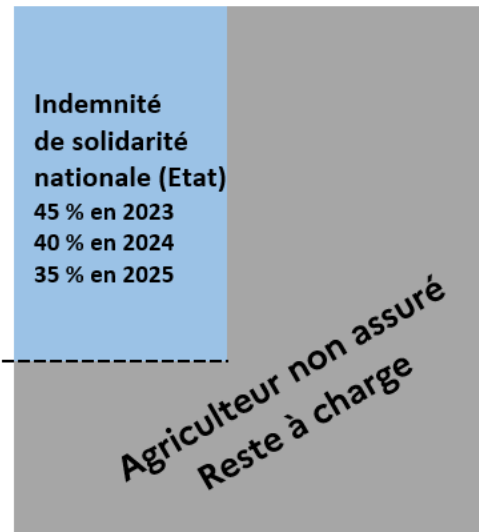 Indemnité
de solidarité
nationale (Etat)
45 % en 2023
40 % en 2024
35 % en 2025
Agriculteur non assuré
Reste à charge